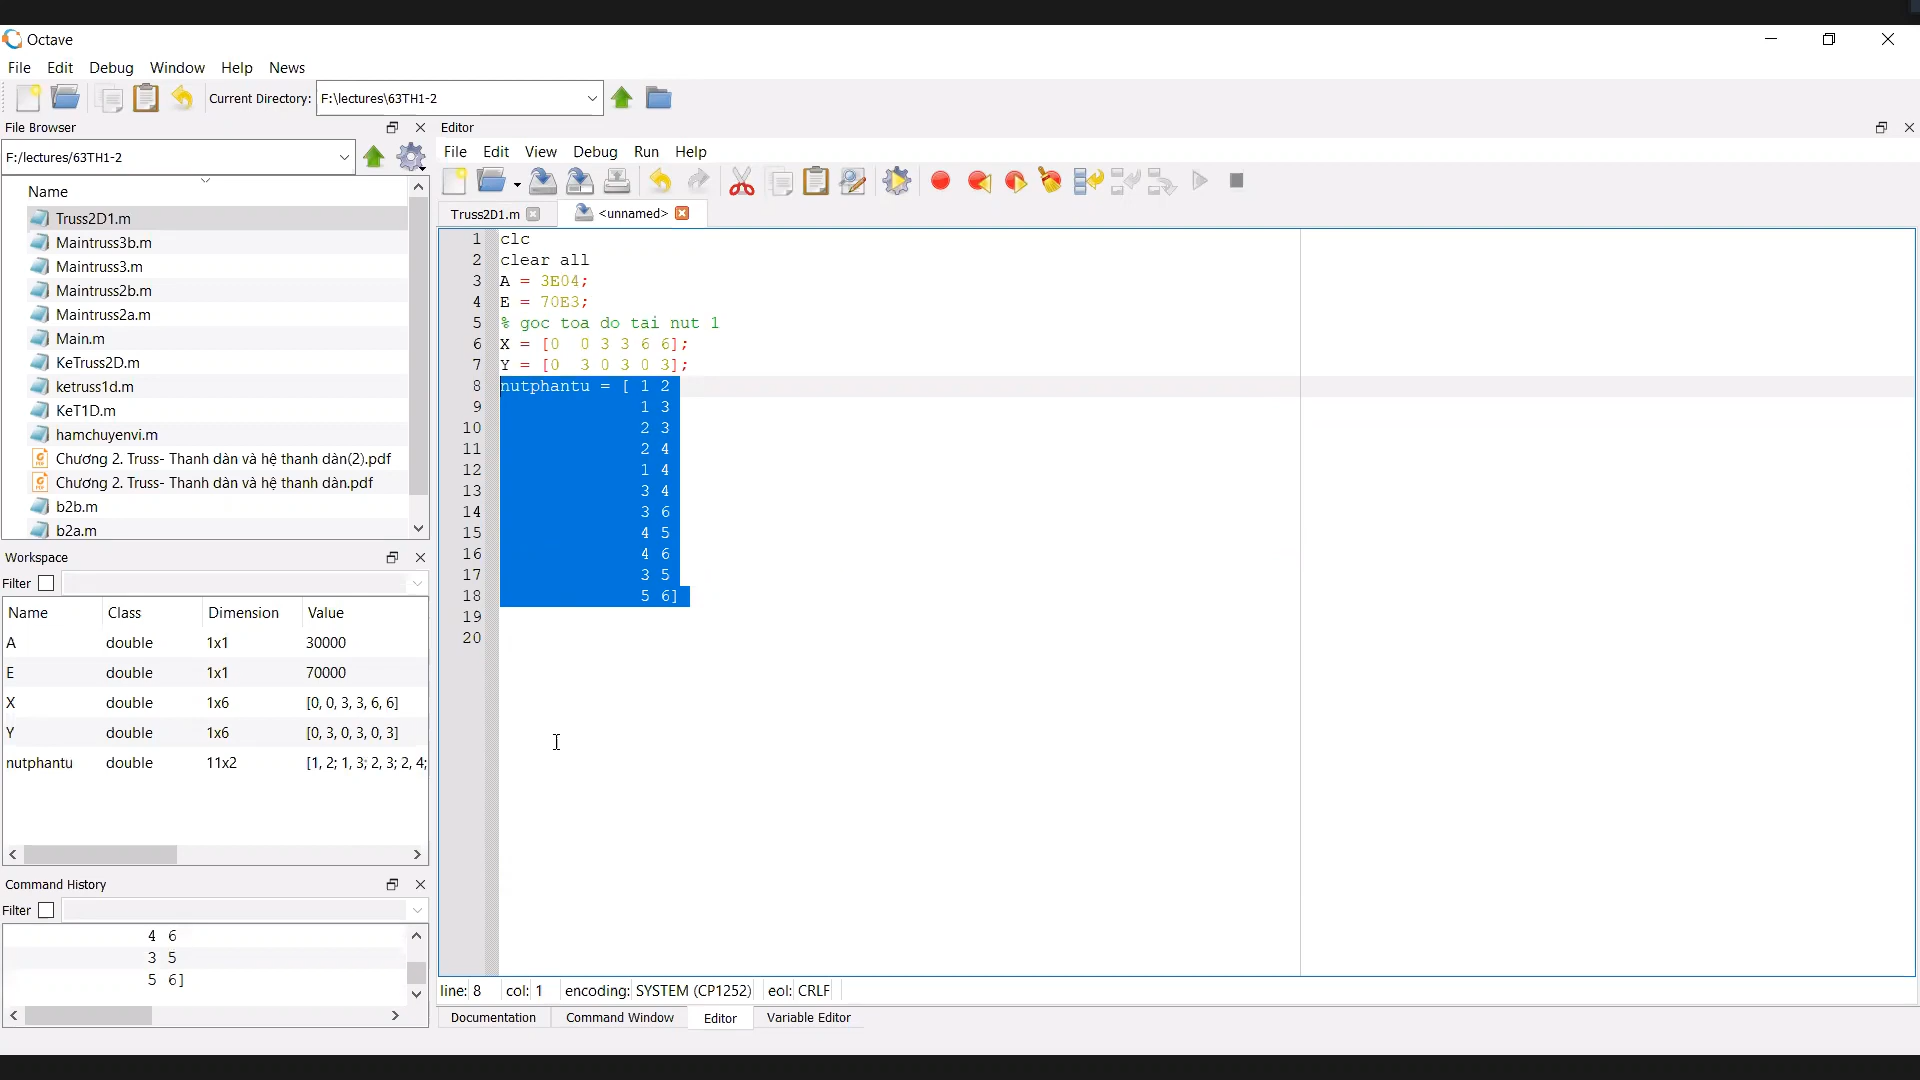 Octave
File Edit Debug Window Help News
Current Directory: F:\lectures\63TH1-2
File Browser
F:/lectures/63TH1-2
Name
Truss2D1.m
Maintruss3b.m
Maintruss3.m
Maintruss2b.m
Maintruss2a.m
Main.m
KeTruss2D.m
ketruss1d.m
KeT1D.m
hamchuyenvi.m
Chương 2. Truss- Thanh dàn và hệ thanh dàn(2).pdf
Chương 2. Truss- Thanh dàn và hệ thanh dàn.pdf
b2b.m
b2a.m
Workspace
Filter
Name Class Dimension Value
A double 1x1 30000
E double 1x1 70000
X double 1x6 [0, 0, 3, 3, 6, 6]
Y double 1x6 [0, 3, 0, 3, 0, 3]
nutphantu double 11x2 [1, 2; 1, 3; 2, 3; 2, 4;
Command History
Filter
4 6
3 5
5 6]
Editor
File Edit View Debug Run Help
Truss2D1.m <unnamed>
1 clc
2 clear all
3 A = 3E04;
4 E = 70E3;
5 % goc toa do tai nut 1
6 X = [0 0 3 3 6 6];
7 Y = [0 3 0 3 0 3];
8 nutphantu = [ 1 2
9 1 3
10 2 3
11 2 4
12 1 4
13 3 4
14 3 6
15 4 5
16 4 6
17 3 5
18 5 6]
19
20
line: 8 col: 1 encoding: SYSTEM (CP1252) eol: CRLF
Documentation Command Window Editor Variable Editor